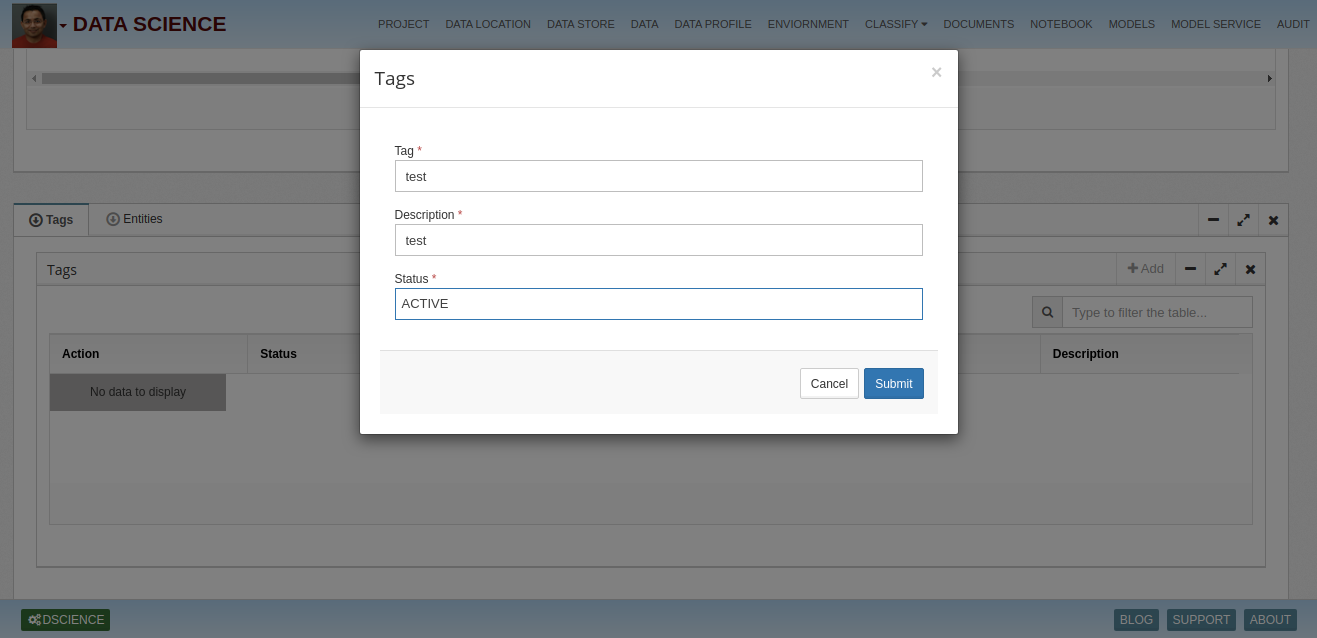 DATA SCIENCE
PROJECT DATA LOCATION DATA STORE DATA DATA PROFILE ENVIORNMENT CLASSIFY DOCUMENTS NOTEBOOK MODELS MODEL SERVICE AUDIT
Tags ×
Tag *
test
Description *
test
Status *
ACTIVE
Cancel Submit
Tags Entities
Tags Add
Type to filter the table...
Action Status Description
No data to display
DSCIENCE BLOG SUPPORT ABOUT